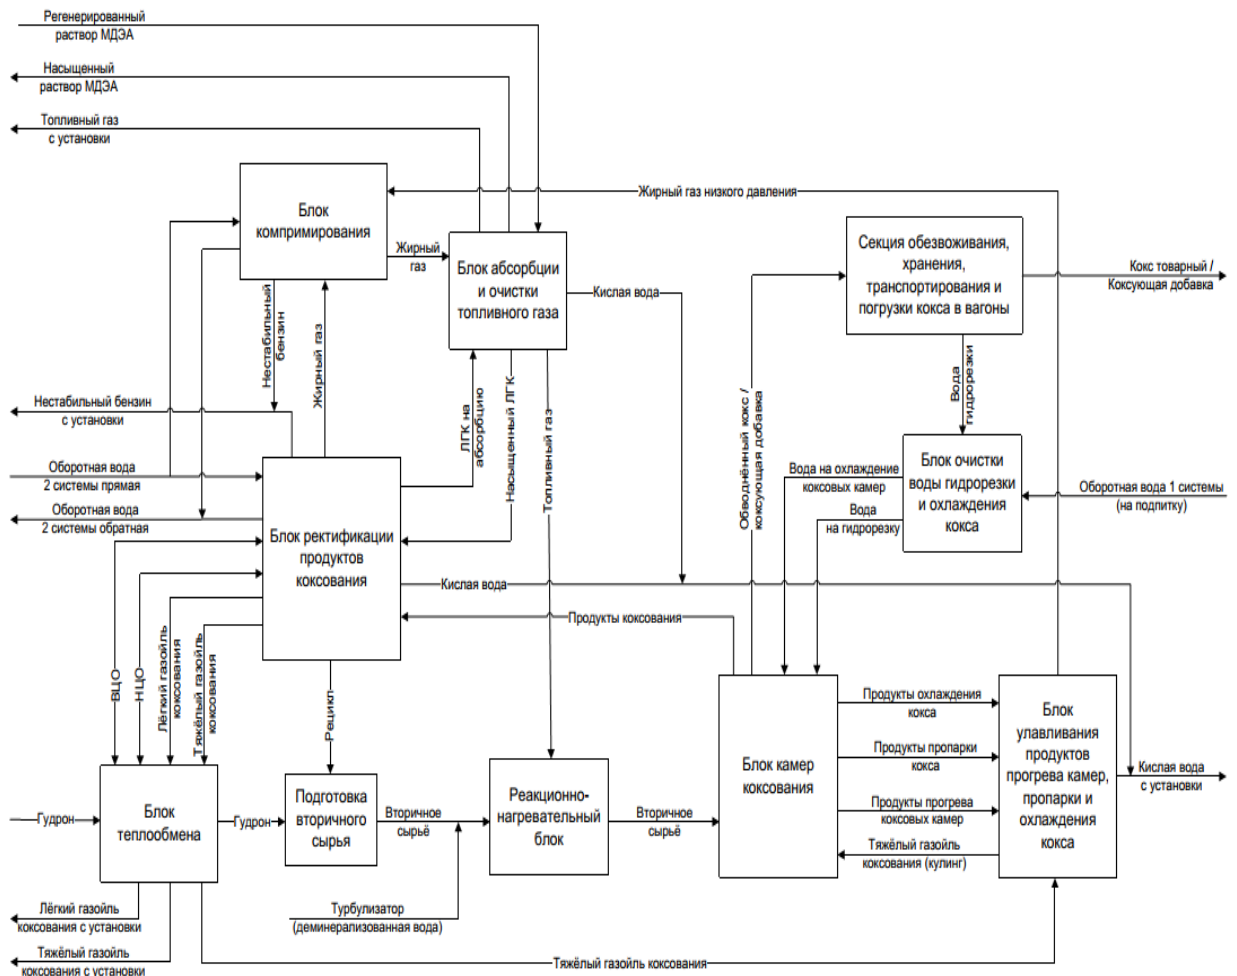 Регенерированный
раствор МДЭА
Насыщенный
раствор МДЭА
Топливный газ
с установки
Блок
компримирования
Жирный газ низкого давления
Жирный
газ
Блок абсорбции
и очистки
топливного газа
Кислая вода
Секция обезвоживания,
хранения,
транспортирования и
погрузки кокса в вагоны
Кокс товарный /
Коксующая добавка
Нестабильный
бензин
Жирный газ
ЛГК на
абсорбцию
Насыщенный ЛГК
Топливный газ
Обводнённый кокс /
коксующая добавка
Вода
гидрорезки
Нестабильный бензин
с установки
Оборотная вода
2 системы прямая
Оборотная вода
2 системы обратная
Блок ректификации
продуктов
коксования
Вода на охлаждение
коксовых камер
Вода
на гидрорезку
Блок очистки
воды гидрорезки
и охлаждения
кокса
Оборотная вода 1 системы
(на подпитку)
Кислая вода
Продукты коксования
ВЦО
НЦО
Лёгкий газойль
коксования
Тяжёлый газойль
коксования
Рецикл
Гудрон
Блок
теплообмена
Гудрон
Подготовка
вторичного
сырья
Вторичное
сырьё
Реакционно-
нагревательный
блок
Вторичное
сырьё
Блок камер
коксования
Продукты охлаждения
кокса
Продукты пропарки
кокса
Продукты прогрева
коксовых камер
Тяжёлый газойль
коксования (кулинг)
Блок
улавливания
продуктов
прогрева камер,
пропарки и
охлаждения
кокса
Кислая вода
с установки
Лёгкий газойль
коксования с установки
Тяжёлый газойль
коксования с установки
Турбулизатор
(деминерализованная вода)
Тяжёлый газойль коксования